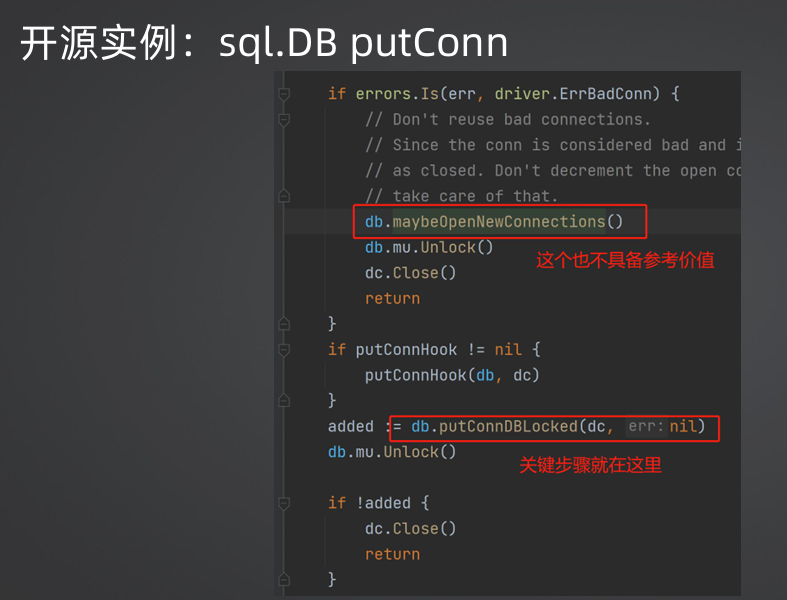 开源实例：sql.DB putConn
if errors.Is(err, driver.ErrBadConn) {
// Don't reuse bad connections.
// Since the conn is considered bad and i
// as closed. Don't decrement the open co
// take care of that.
db.maybeOpenNewConnections()
db.mu.Unlock()
这个也不具备参考价值
dc.Close()
return
}
if putConnHook != nil {
putConnHook(db, dc)
}
added := db.putConnDBLocked(dc, err: nil)
db.mu.Unlock()
关键步骤就在这里
if !added {
dc.Close()
return
}